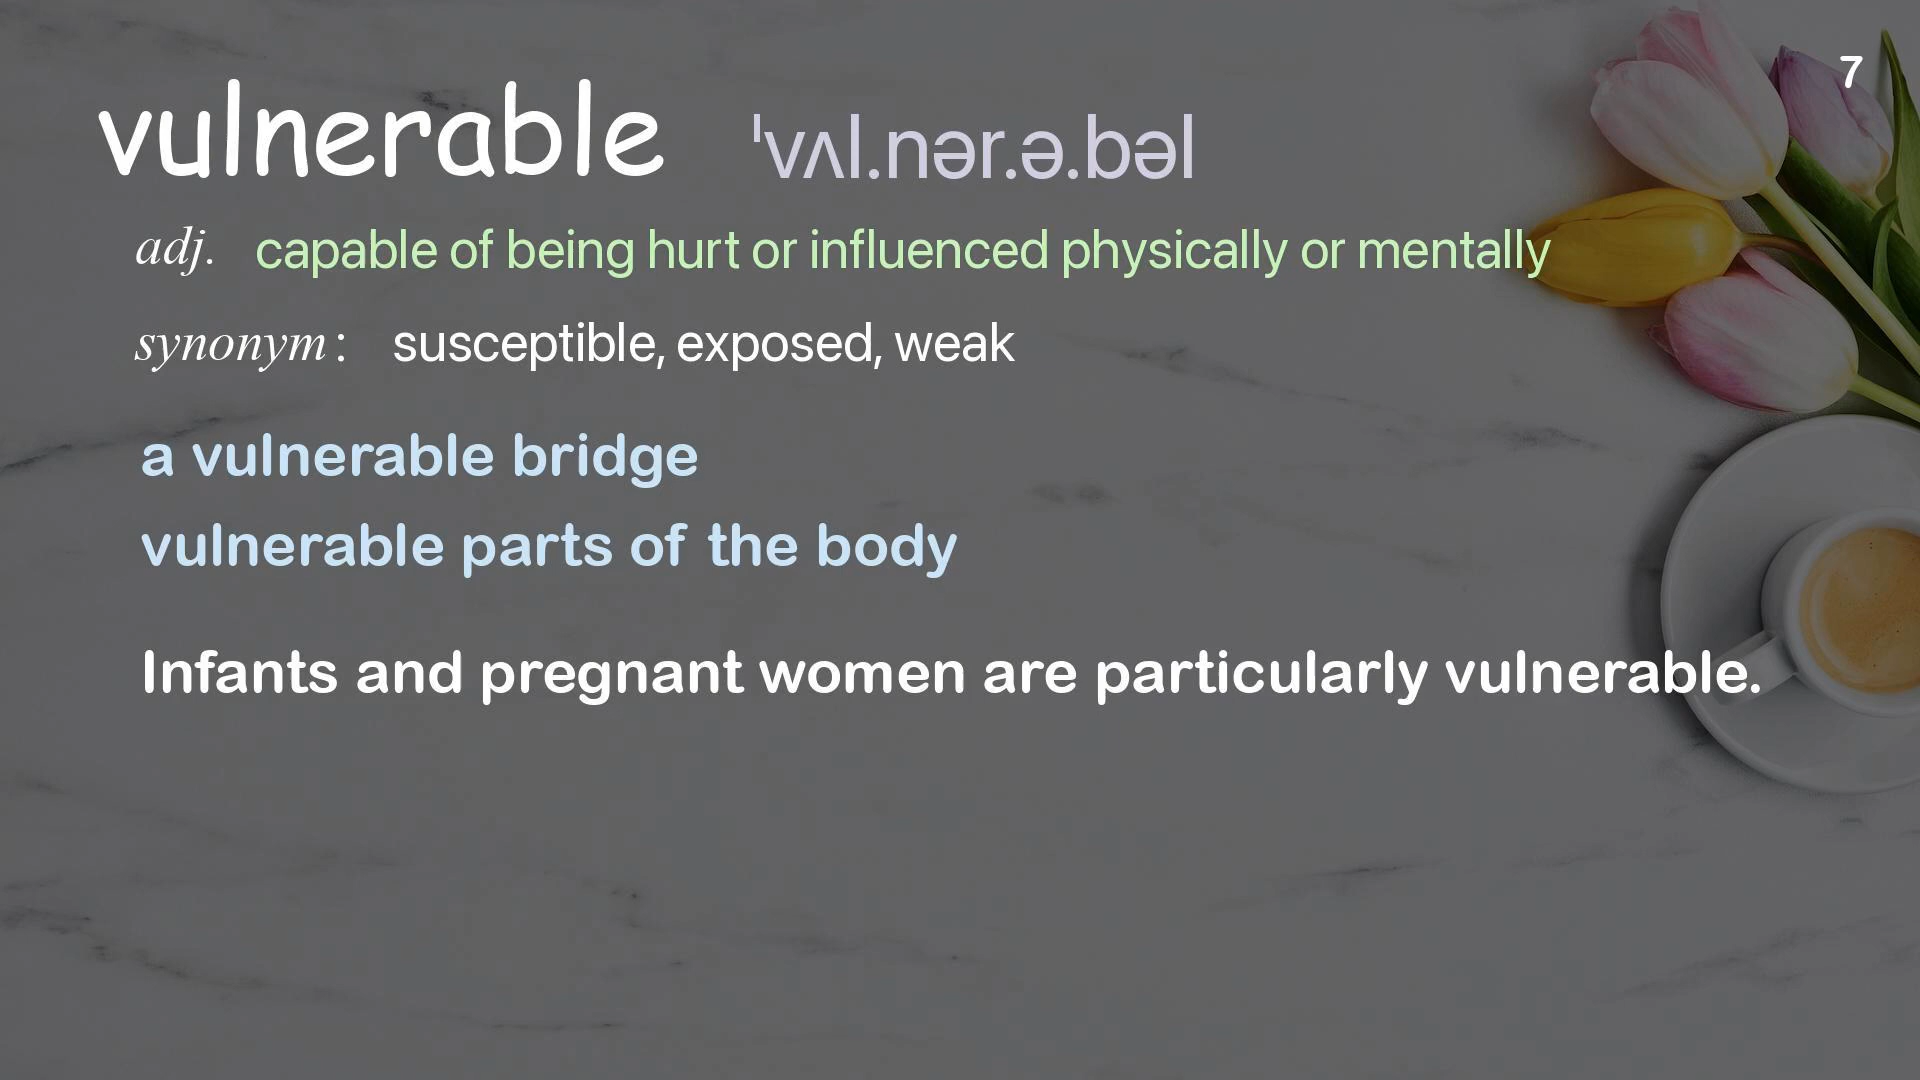 7
vulnerable ˈvʌl.nər.ə.bəl
adj. capable of being hurt or influenced physically or mentally
synonym : susceptible, exposed, weak
a vulnerable bridge
vulnerable parts of the body
Infants and pregnant women are particularly vulnerable.